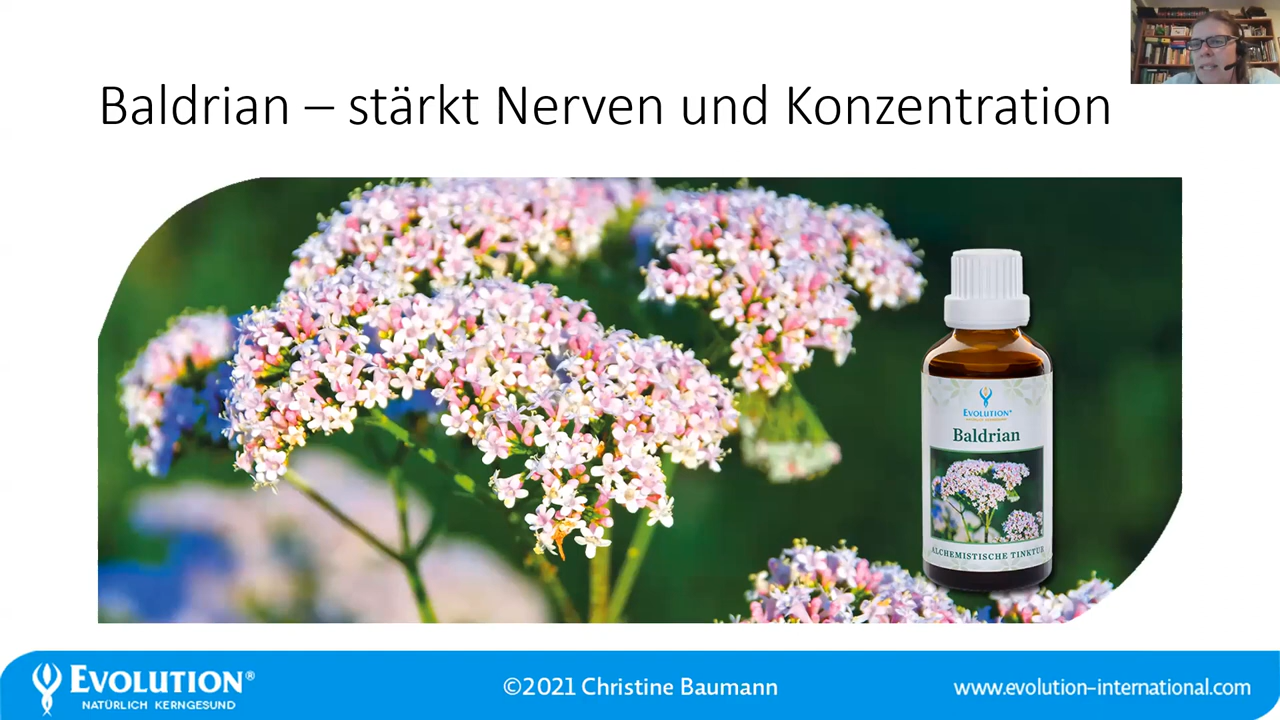 Baldrian – stärkt Nerven und Konzentration
EVOLUTION®
Baldrian
ALCHEMISTISCHE TINKTUR
EVOLUTION®
NATÜRLICH KERNGESUND
©2021 Christine Baumann
www.evolution-international.com